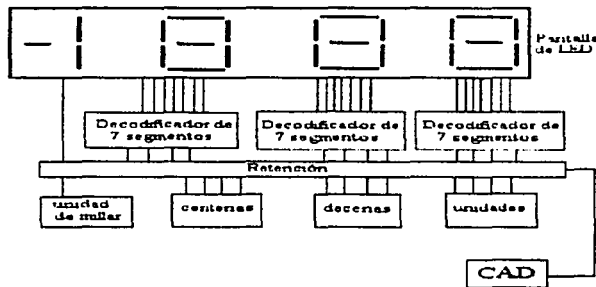 Pantalla
de LED
Decodificador de
7 segmentos
Decodificador de
7 segmentos
Decodificador de
7 segmentos
Retención
unidad
de millar
centenas
decenas
unidades
CAD